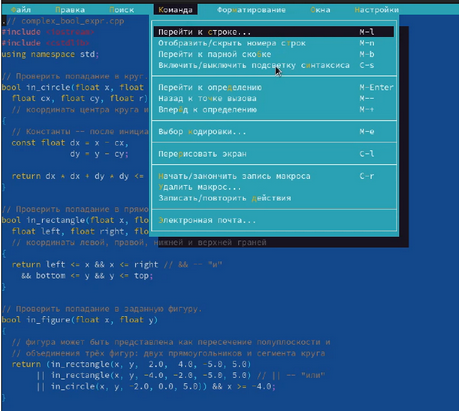 Файл Правка Поиск Команда Форматирование Окна Настройки
// complex_bool_expr.cpp
#include
#include
using namespace std;
// Проверить попадание в круг.
bool in_circle(float x, float
float cx, float cy, float r)
// координаты центра круга и
// Константы -- после инициа
const float dx = x - cx,
dy = y - cy;
return dx * dx + dy * dy <=
// Проверить попадание в прямо
bool in_rectangle(float x, flo
float left, float right, flo
// координаты левой, правой, нижней и верхней граней
return left <= x && x <= right // && -- "и"
&& bottom <= y && y <= top;
}
// Проверить попадание в заданную фигуру.
bool in_figure(float x, float y)
{
// фигура может быть представлена как пересечение полуплоскости и
// объединения трёх фигур: двух прямоугольников и сегмента круга
return (in_rectangle(x, y, 2.0, 4.0, -5.0, 5.0)
|| in_rectangle(x, y, -4.0, -2.0, -5.0, 5.0) // || -- "или"
|| in_circle(x, y, -2.0, 0.0, 5.0)) && x >= -4.0;
}
Перейти к строке... M-l
Отобразить/скрыть номера строк M-n
Перейти к парной скобке M-b
Включить/выключить подсветку синтаксиса C-s
Перейти к определению M-Enter
Назад к точке вызова M--
Вперёд к определению M-+
Выбор кодировки... M-e
Перерисовать экран C-l
Начать/закончить запись макроса C-r
Удалить макрос...
Записать/повторить действия
Электронная почта...